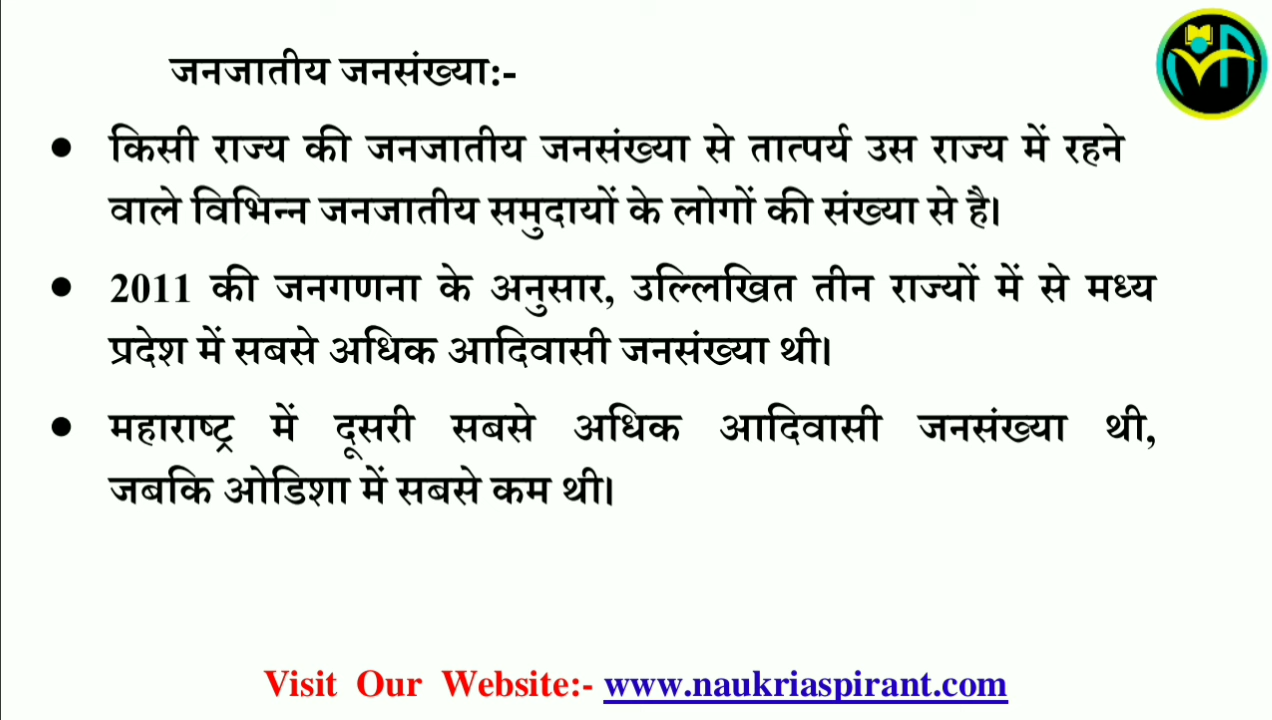 जनजातीय जनसंख्या:-
• किसी राज्य की जनजातीय जनसंख्या से तात्पर्य उस राज्य में रहने
वाले विभिन्न जनजातीय समुदायों के लोगों की संख्या से है।
• 2011 की जनगणना के अनुसार, उल्लिखित तीन राज्यों में से मध्य
प्रदेश में सबसे अधिक आदिवासी जनसंख्या थी।
• महाराष्ट्र में दूसरी सबसे अधिक आदिवासी जनसंख्या थी,
जबकि ओडिशा में सबसे कम थी।
Visit Our Website:- www.naukriaspirant.com